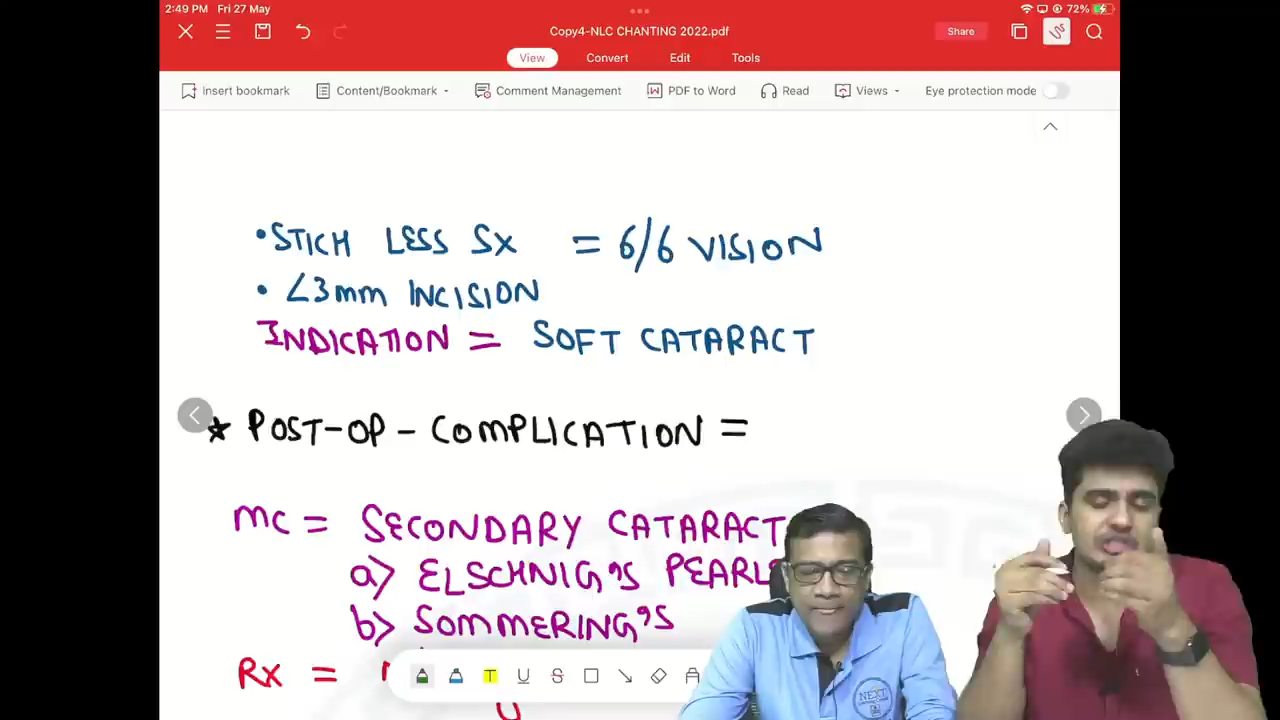 2:49 PM Fri 27 May
72%
Copy4-NLC CHANTING 2022.pdf
Share
View Convert Edit Tools
Insert bookmark Content/Bookmark Comment Management PDF to Word Read Views Eye protection mode
•STICH LESS SX = 6/6 VISION
• <3mm INCISION
INDICATION = SOFT CATARACT
★ POST-OP-COMPLICATION =
MC = SECONDARY CATARACT
a> ELSCHNIG'S PEARLS
b> SOMMERING'S
Rx =
T U S
NEXT